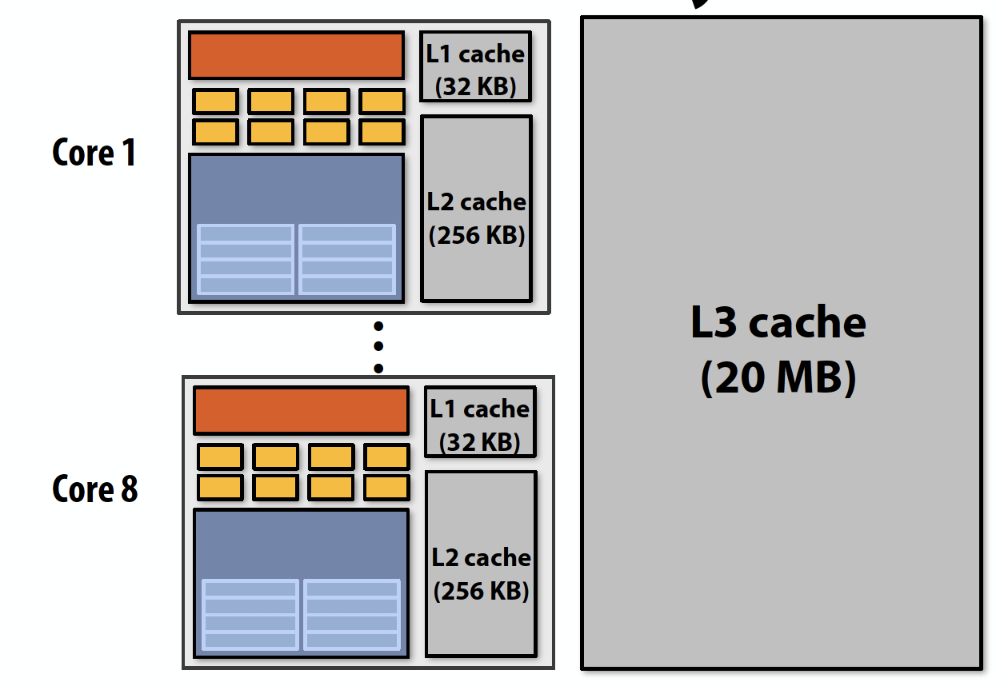 Core 1
L1 cache
(32 KB)
L2 cache
(256 KB)
Core 8
L1 cache
(32 KB)
L2 cache
(256 KB)
L3 cache
(20 MB)